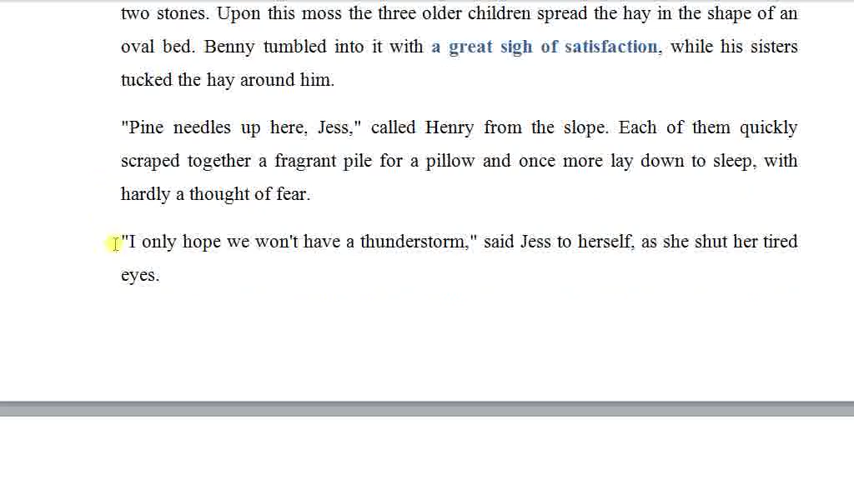 two stones. Upon this moss the three older children spread the hay in the shape of an
oval bed. Benny tumbled into it with a great sigh of satisfaction, while his sisters
tucked the hay around him.
"Pine needles up here, Jess," called Henry from the slope. Each of them quickly
scraped together a fragrant pile for a pillow and once more lay down to sleep, with
hardly a thought of fear.
"I only hope we won't have a thunderstorm," said Jess to herself, as she shut her tired
eyes.